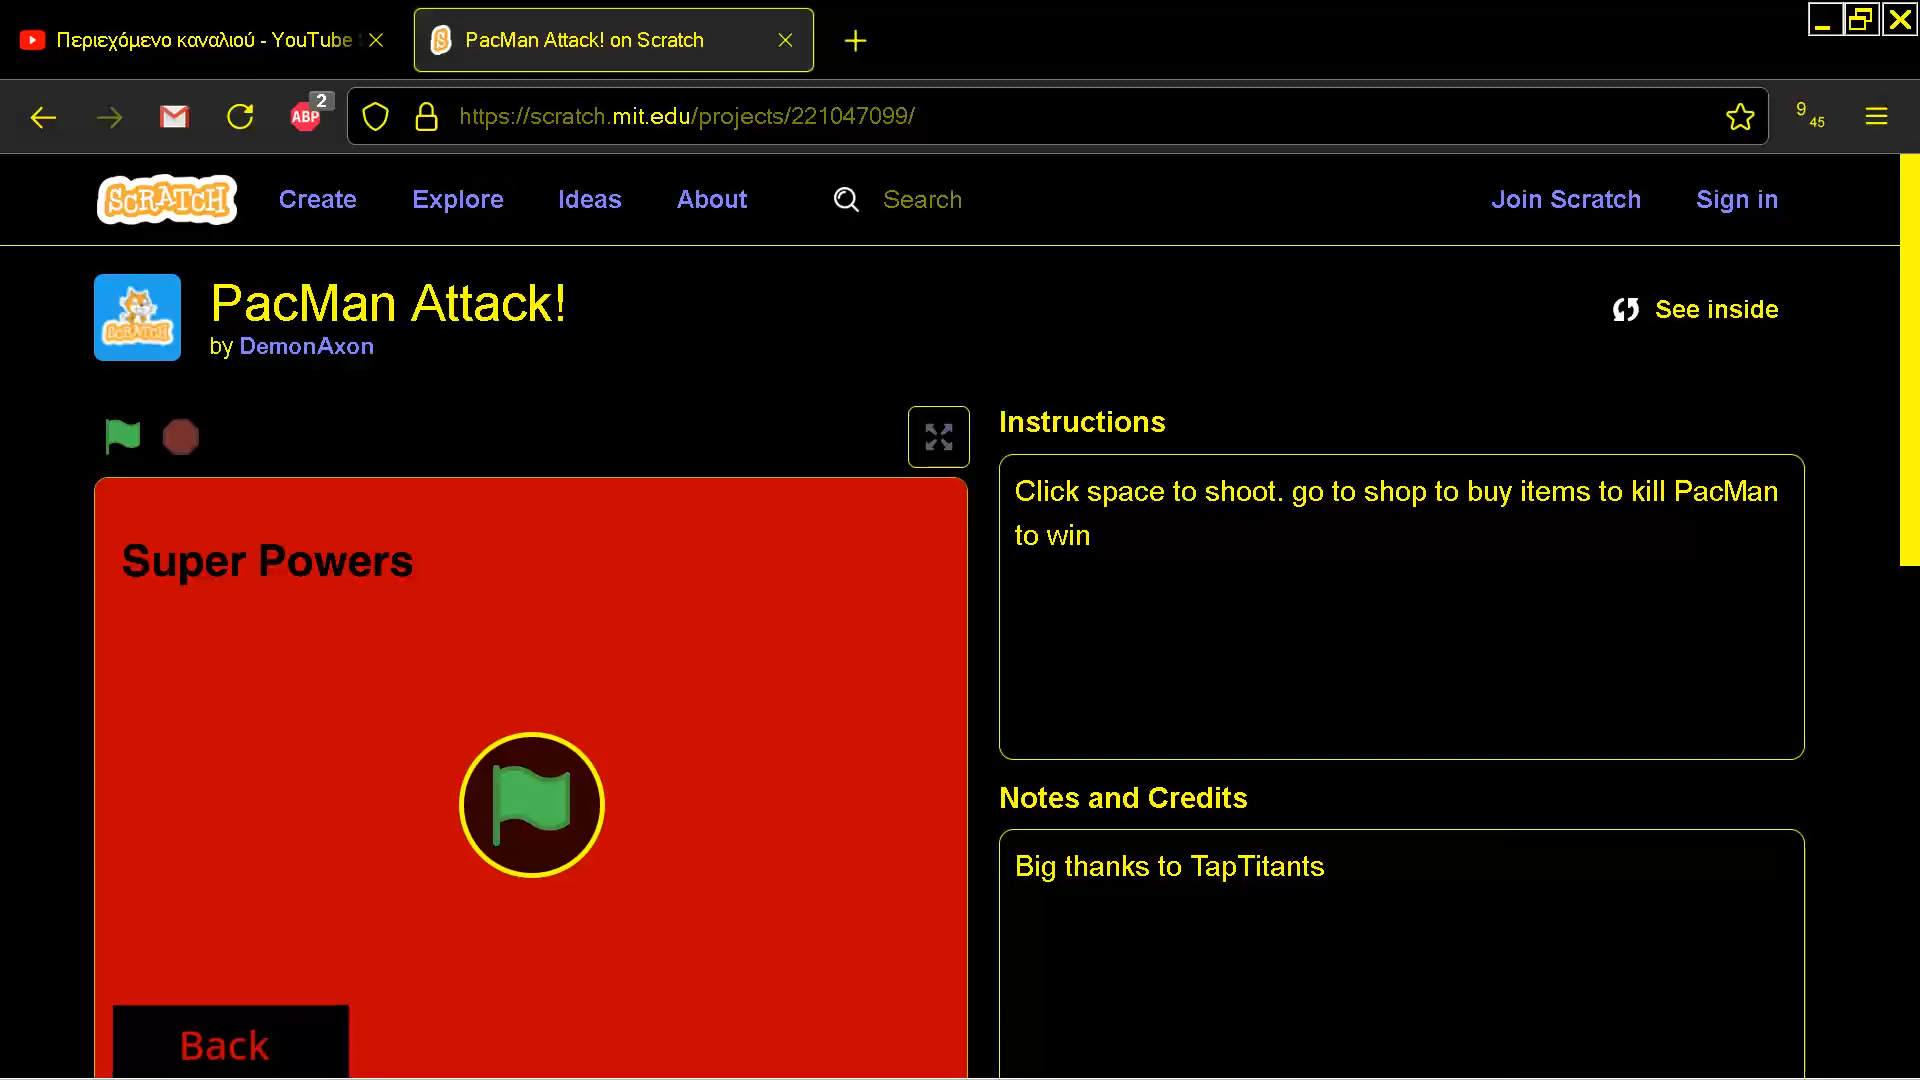 Περιεχόμενο καναλιού - YouTube
PacMan Attack! on Scratch
ABP
2
https://scratch.mit.edu/projects/221047099/
9
45
SCRATCH
Create
Explore
Ideas
About
Search
Join Scratch
Sign in
SCRATCH
PacMan Attack!
by DemonAxon
See inside
Instructions
Click space to shoot. go to shop to buy items to kill PacMan
to win
Super Powers
Notes and Credits
Big thanks to TapTitants
Back